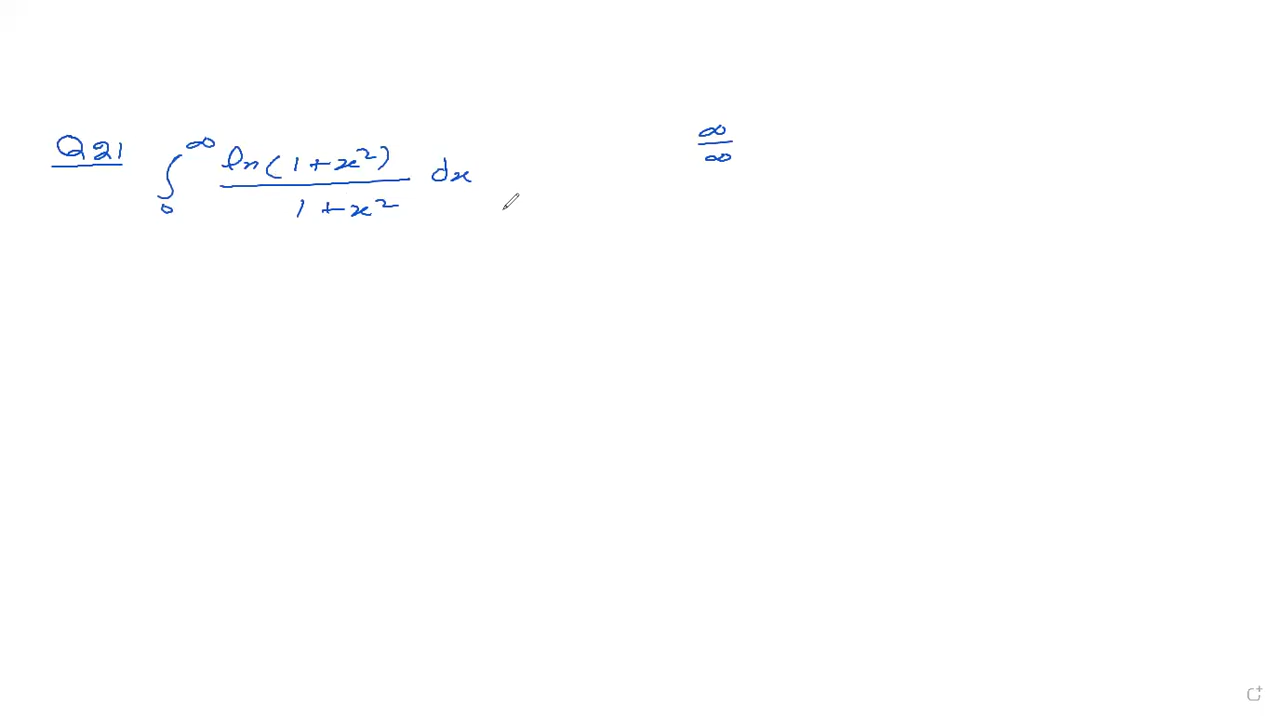 Q21 ∫₀^∞ ln(1+x²)/(1+x²) dx
∞/∞